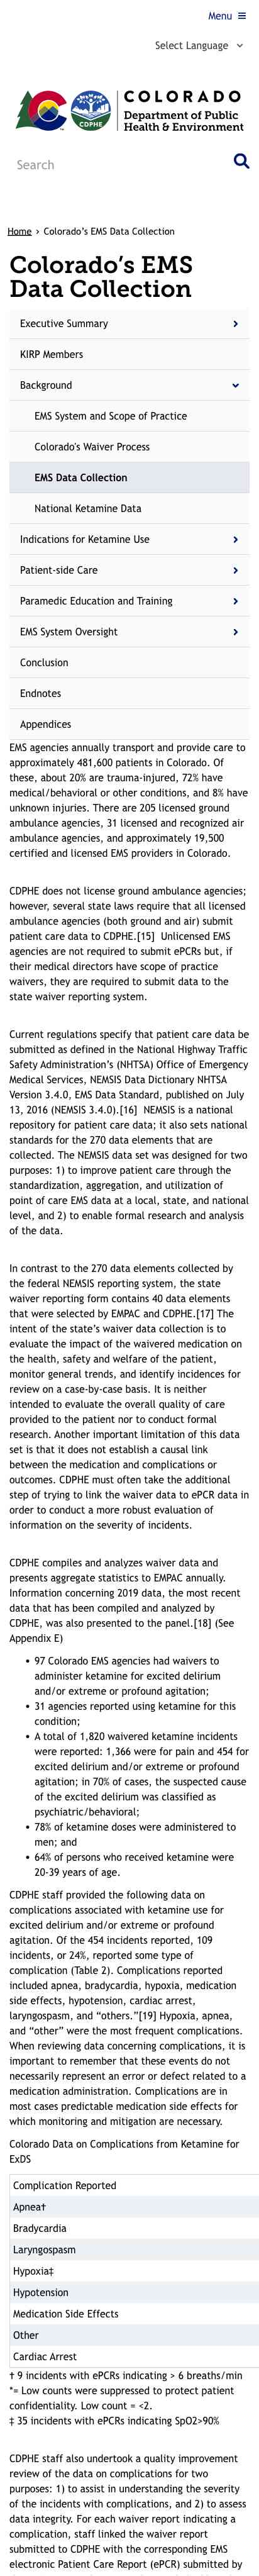 Menu
Select Language
COLORADO
Department of Public
Health & Environment
CDPHE
Search
Home › Colorado’s EMS Data Collection
Colorado’s EMS
Data Collection
Executive Summary
KIRP Members
Background
EMS System and Scope of Practice
Colorado's Waiver Process
EMS Data Collection
National Ketamine Data
Indications for Ketamine Use
Patient-side Care
Paramedic Education and Training
EMS System Oversight
Conclusion
Endnotes
Appendices
EMS agencies annually transport and provide care to
approximately 481,600 patients in Colorado. Of
these, about 20% are trauma-injured, 72% have
medical/behavioral or other conditions, and 8% have
unknown injuries. There are 205 licensed ground
ambulance agencies, 31 licensed and recognized air
ambulance agencies, and approximately 19,500
certified and licensed EMS providers in Colorado.
CDPHE does not license ground ambulance agencies;
however, several state laws require that all licensed
ambulance agencies (both ground and air) submit
patient care data to CDPHE.[15]  Unlicensed EMS
agencies are not required to submit ePCRs but, if
their medical directors have scope of practice
waivers, they are required to submit data to the
state waiver reporting system.
Current regulations specify that patient care data be
submitted as defined in the National Highway Traffic
Safety Administration’s (NHTSA) Office of Emergency
Medical Services, NEMSIS Data Dictionary NHTSA
Version 3.4.0, EMS Data Standard, published on July
13, 2016 (NEMSIS 3.4.0).[16]  NEMSIS is a national
repository for patient care data; it also sets national
standards for the 270 data elements that are
collected. The NEMSIS data set was designed for two
purposes: 1) to improve patient care through the
standardization, aggregation, and utilization of
point of care EMS data at a local, state, and national
level, and 2) to enable formal research and analysis
of the data.
In contrast to the 270 data elements collected by
the federal NEMSIS reporting system, the state
waiver reporting form contains 40 data elements
that were selected by EMPAC and CDPHE.[17] The
intent of the state’s waiver data collection is to
evaluate the impact of the waivered medication on
the health, safety and welfare of the patient,
monitor general trends, and identify incidences for
review on a case-by-case basis. It is neither
intended to evaluate the overall quality of care
provided to the patient nor to conduct formal
research. Another important limitation of this data
set is that it does not establish a causal link
between the medication and complications or
outcomes. CDPHE must often take the additional
step of trying to link the waiver data to ePCR data in
order to conduct a more robust evaluation of
information on the severity of incidents.
CDPHE compiles and analyzes waiver data and
presents aggregate statistics to EMPAC annually.
Information concerning 2019 data, the most recent
data that has been compiled and analyzed by
CDPHE, was also presented to the panel.[18] (See
Appendix E)
• 97 Colorado EMS agencies had waivers to
administer ketamine for excited delirium
and/or extreme or profound agitation;
• 31 agencies reported using ketamine for this
condition;
• A total of 1,820 waivered ketamine incidents
were reported: 1,366 were for pain and 454 for
excited delirium and/or extreme or profound
agitation; in 70% of cases, the suspected cause
of the excited delirium was classified as
psychiatric/behavioral;
• 78% of ketamine doses were administered to
men; and
• 64% of persons who received ketamine were
20-39 years of age.
CDPHE staff provided the following data on
complications associated with ketamine use for
excited delirium and/or extreme or profound
agitation. Of the 454 incidents reported, 109
incidents, or 24%, reported some type of
complication (Table 2). Complications reported
included apnea, bradycardia, hypoxia, medication
side effects, hypotension, cardiac arrest,
laryngospasm, and “others.”[19] Hypoxia, apnea,
and “other” were the most frequent complications.
When reviewing data concerning complications, it is
important to remember that these events do not
necessarily represent an error or defect related to a
medication administration. Complications are in
most cases predictable medication side effects for
which monitoring and mitigation are necessary.
Colorado Data on Complications from Ketamine for
ExDS
Complication Reported
Apnea†
Bradycardia
Laryngospasm
Hypoxia‡
Hypotension
Medication Side Effects
Other
Cardiac Arrest
† 9 incidents with ePCRs indicating > 6 breaths/min
*= Low counts were suppressed to protect patient
confidentiality. Low count = <2.
‡ 35 incidents with ePCRs indicating SpO2>90%
CDPHE staff also undertook a quality improvement
review of the data on complications for two
purposes: 1) to assist in understanding the severity
of the incidents with complications, and 2) to assess
data integrity. For each waiver report indicating a
complication, staff linked the waiver report
submitted to CDPHE with the corresponding EMS
electronic Patient Care Report (ePCR) submitted by